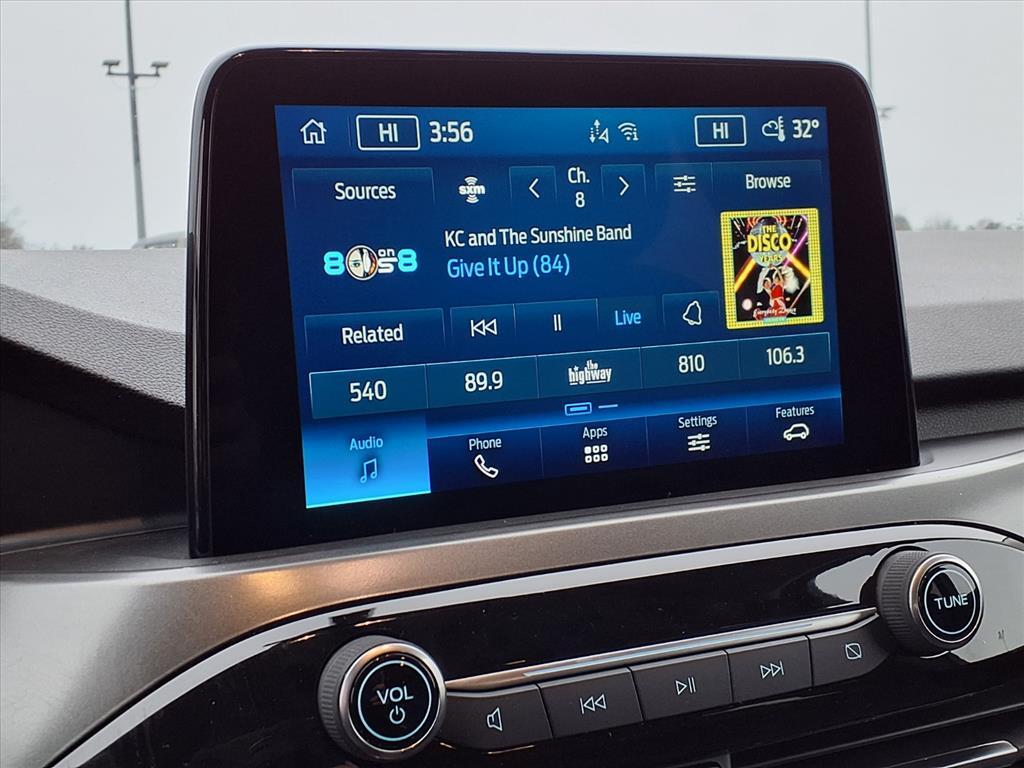 HI 3:56 HI 32°
Sources sxm Ch. 8 Browse
KC and The Sunshine Band
8 on 8
Give It Up (84)
THE DISCO YEARS
Related Live
540 89.9 the highway 810 106.3
Audio Phone Apps Settings Features
TUNE
VOL